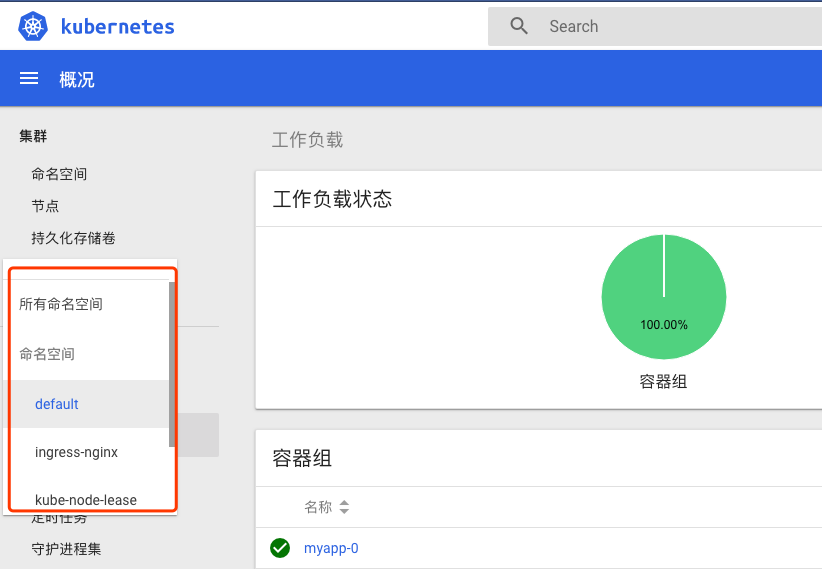 kubernetes
Search
概况
集群
命名空间
节点
持久化存储卷
所有命名空间
命名空间
default
ingress-nginx
kube-node-lease
定时任务
守护进程集
工作负载
工作负载状态
100.00%
容器组
容器组
名称
myapp-0